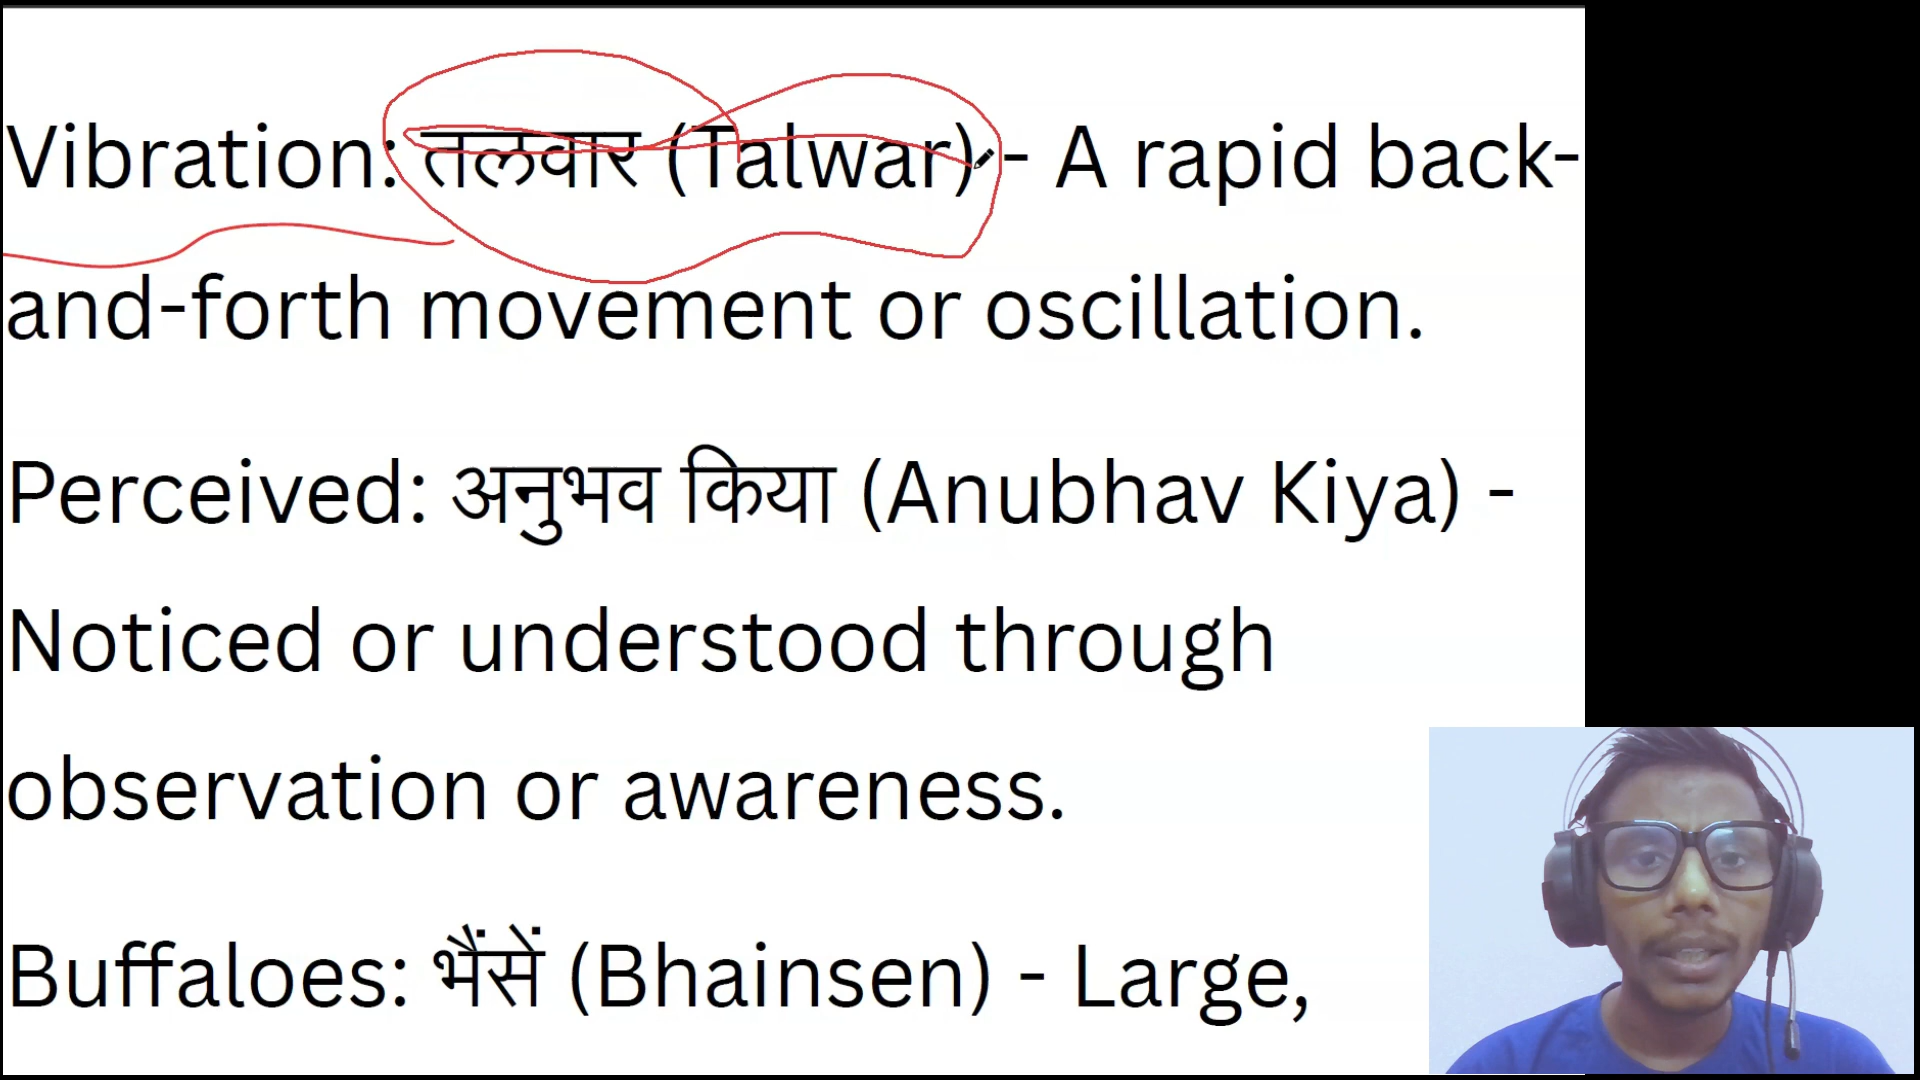 Vibration: तलवार (Talwar) - A rapid back-
and-forth movement or oscillation.
Perceived: अनुभव किया (Anubhav Kiya) -
Noticed or understood through
observation or awareness.
Buffaloes: भैंसें (Bhainsen) - Large,